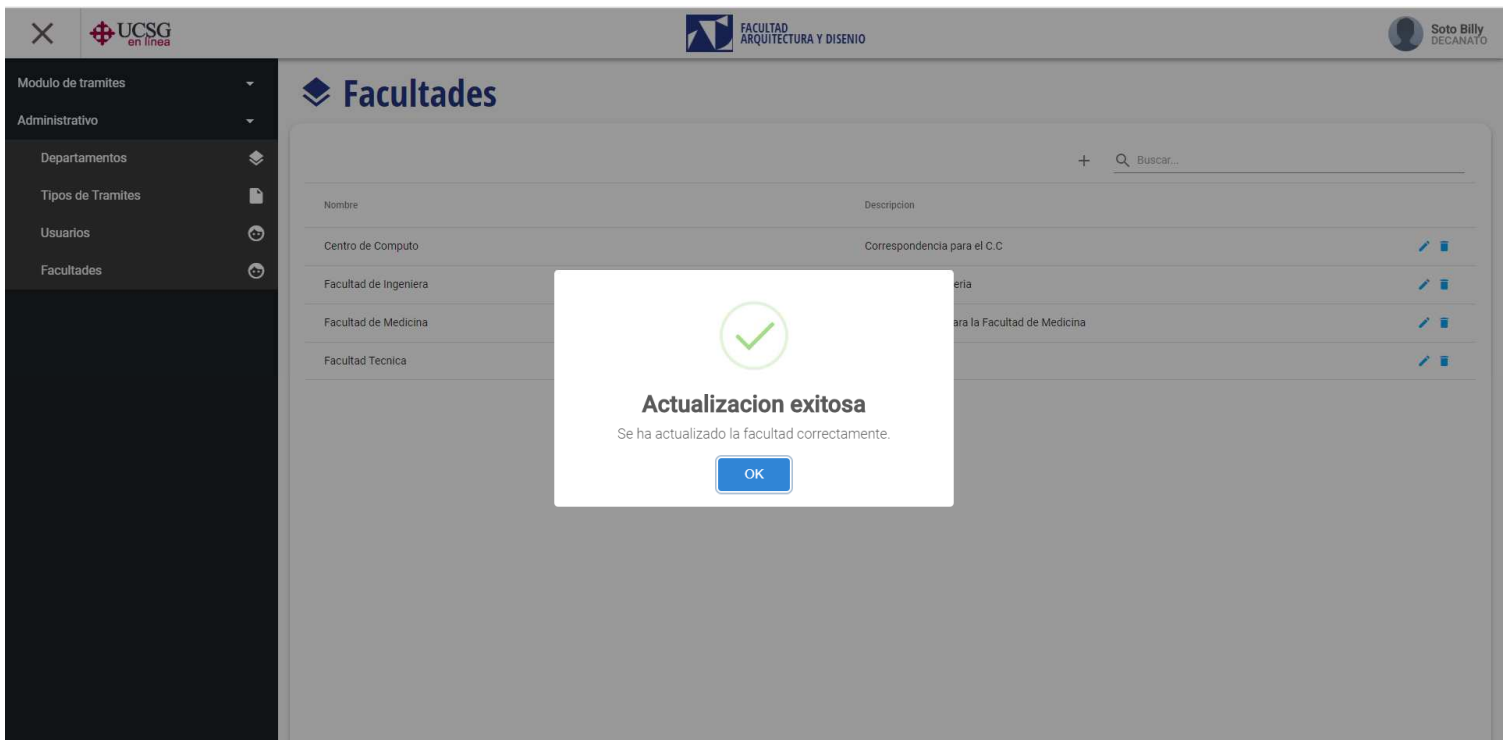 UCSG
en línea
FACULTAD
ARQUITECTURA Y DISENIO
Soto Billy
DECANATO
Modulo de tramites
Administrativo
Departamentos
Tipos de Tramites
Usuarios
Facultades
Facultades
Buscar...
Nombre Descripcion
Centro de Computo Correspondencia para el C.C
Facultad de Ingeniera eria
Facultad de Medicina ara la Facultad de Medicina
Facultad Tecnica
Actualizacion exitosa
Se ha actualizado la facultad correctamente.
OK